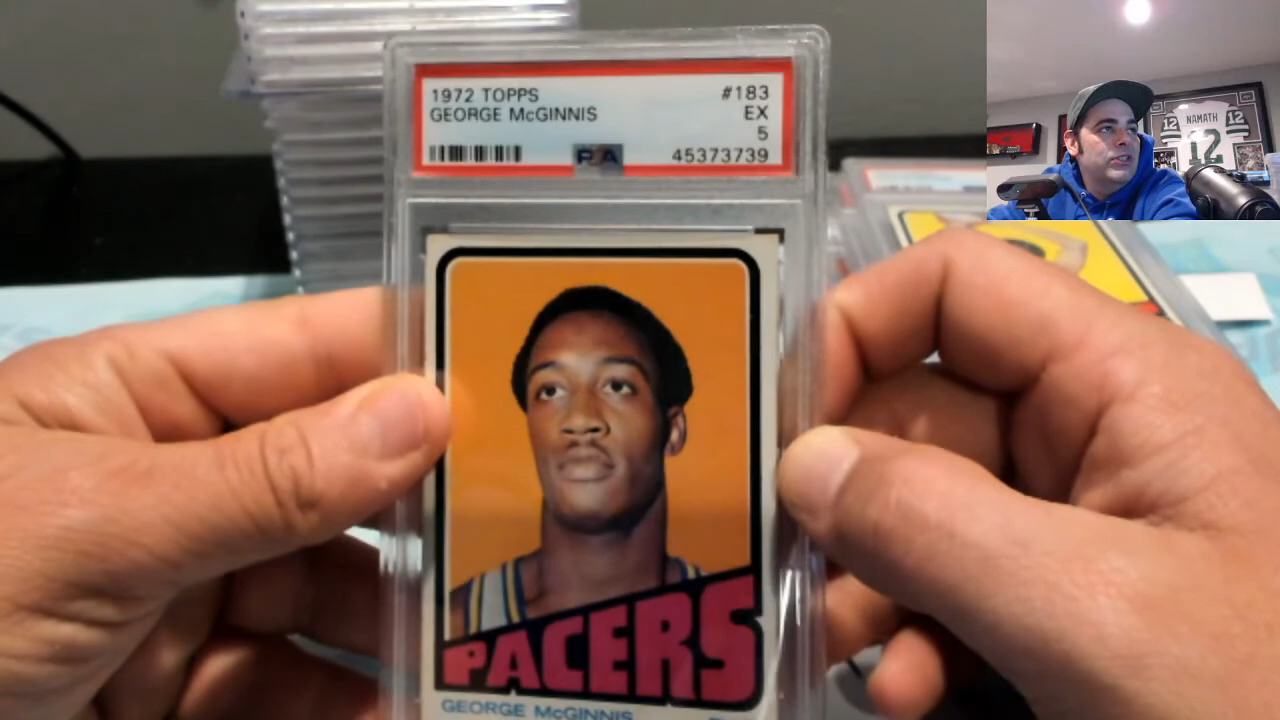 1972 TOPPS #183
GEORGE McGINNIS EX
5
PSA 45373739
PACERS
GEORGE McGINNIS
NAMATH
12 12
12